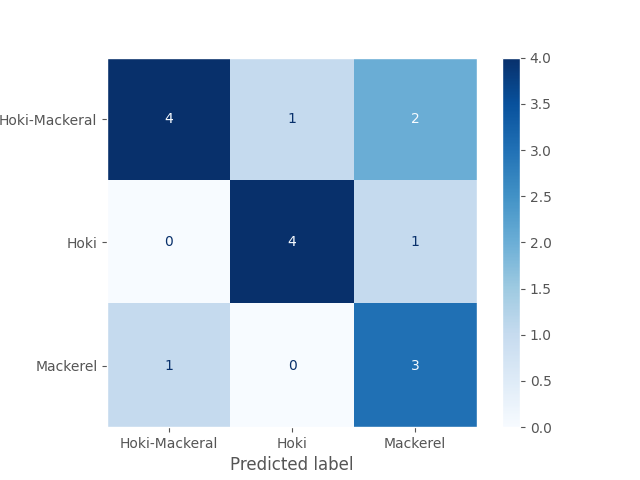 4.0
Hoki-Mackeral 4 1 2
3.5
3.0
2.5
Hoki 0 4 1
2.0
1.5
1.0
Mackerel 1 0 3
0.5
0.0
Hoki-Mackeral Hoki Mackerel
Predicted label